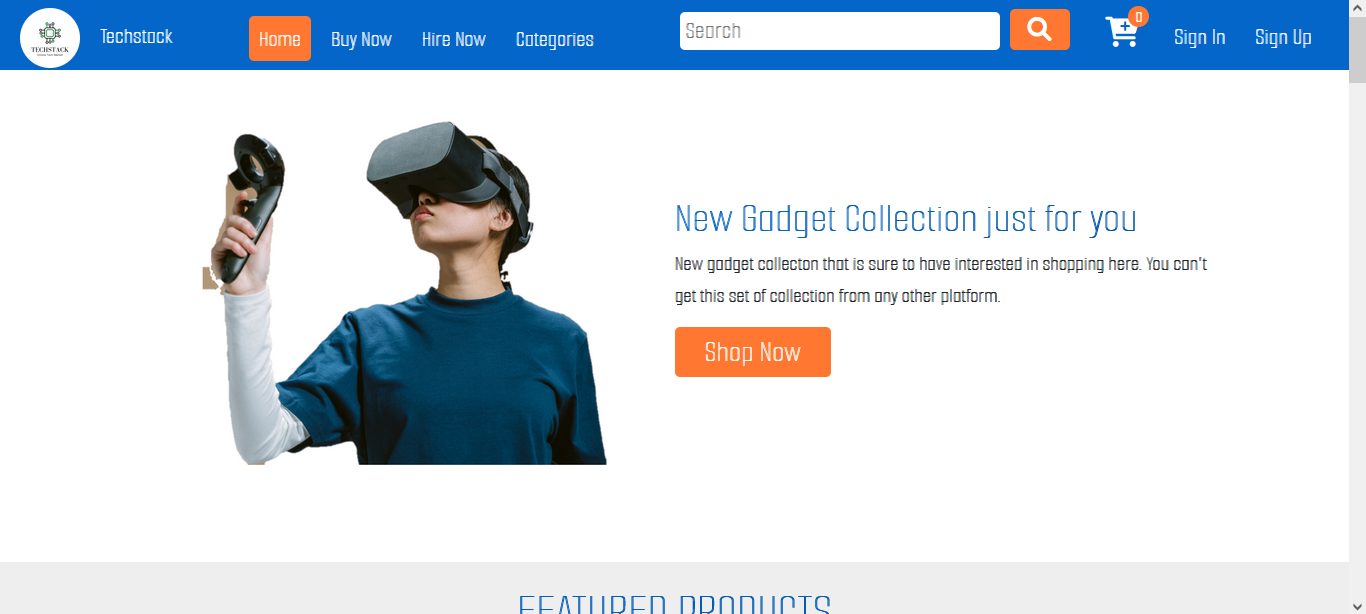 TECHSTACK
Techstack
Home
Buy Now
Hire Now
Categories
Search
0
Sign In
Sign Up
New Gadget Collection just for you
New gadget collecton that is sure to have interested in shopping here. You can't
get this set of collection from any other platform.
Shop Now
FEATURED PRODUCTS